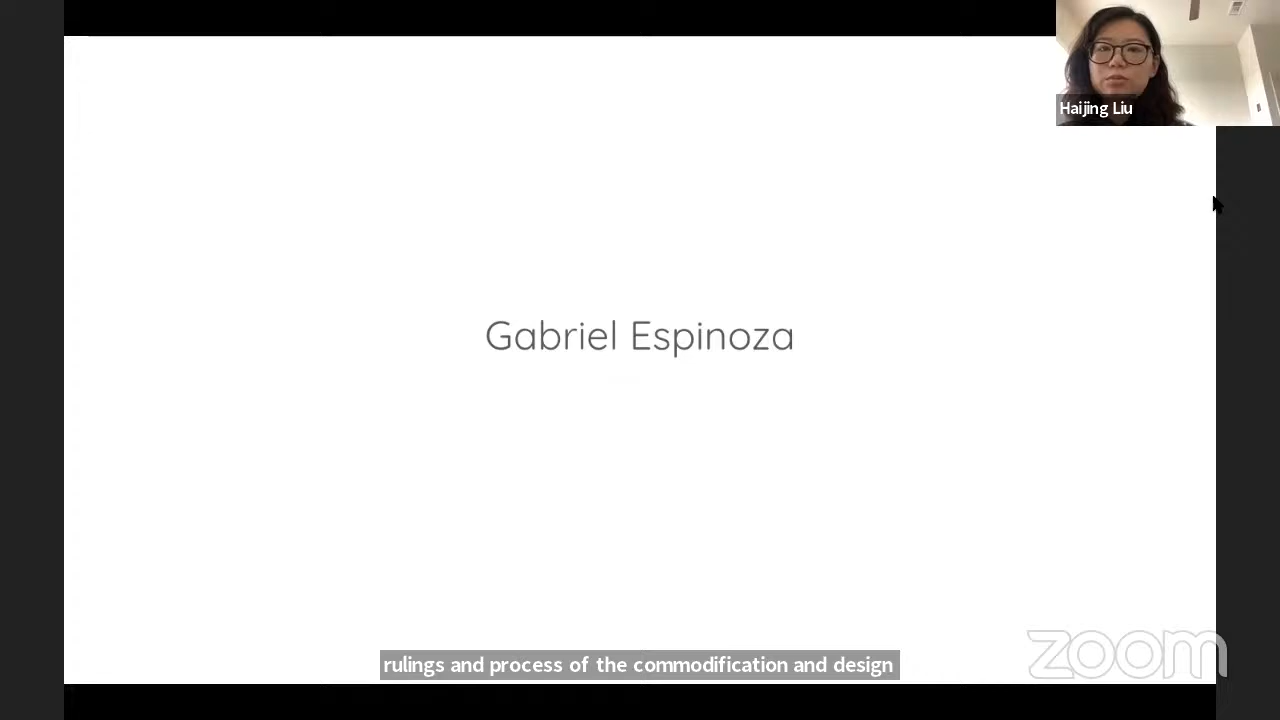 Haijing Liu
Gabriel Espinoza
rulings and process of the commodification and design
zoom